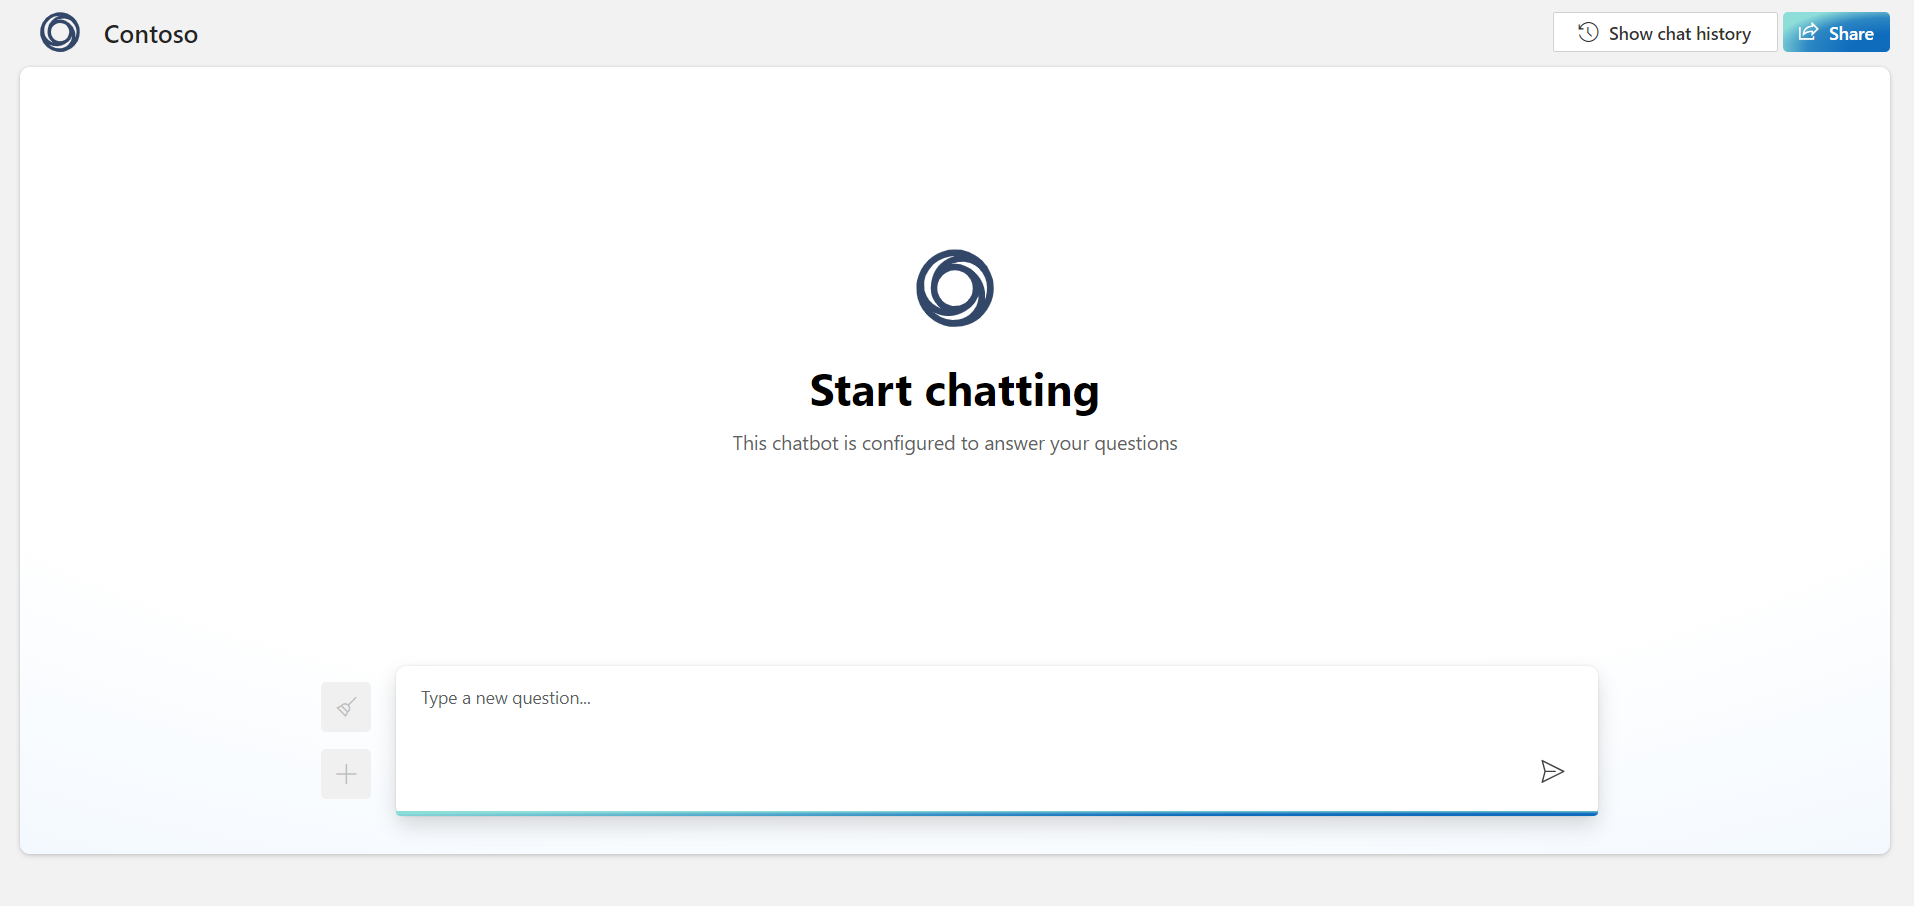 Contoso
Show chat history
Share
Start chatting
This chatbot is configured to answer your questions
Type a new question...